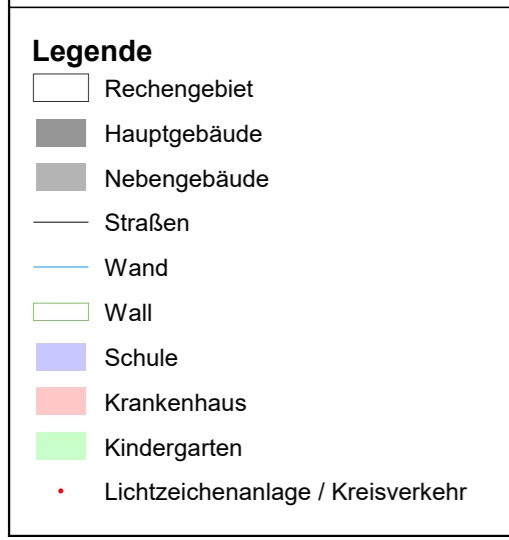 Legende
Rechengebiet
Hauptgebäude
Nebengebäude
Straßen
Wand
Wall
Schule
Krankenhaus
Kindergarten
Lichtzeichenanlage / Kreisverkehr